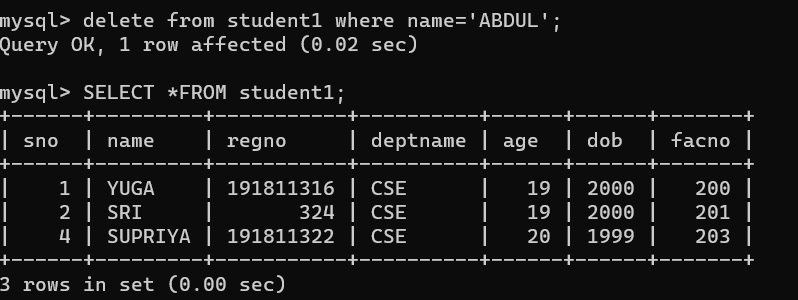 mysql> delete from student1 where name='ABDUL';
Query OK, 1 row affected (0.02 sec)

mysql> SELECT *FROM student1;
+------+---------+-----------+----------+------+------+-------+
| sno  | name    | regno     | deptname | age  | dob  | facno |
+------+---------+-----------+----------+------+------+-------+
|    1 | YUGA    | 191811316 | CSE      |   19 | 2000 |   200 |
|    2 | SRI     |       324 | CSE      |   19 | 2000 |   201 |
|    4 | SUPRIYA | 191811322 | CSE      |   20 | 1999 |   203 |
+------+---------+-----------+----------+------+------+-------+
3 rows in set (0.00 sec)